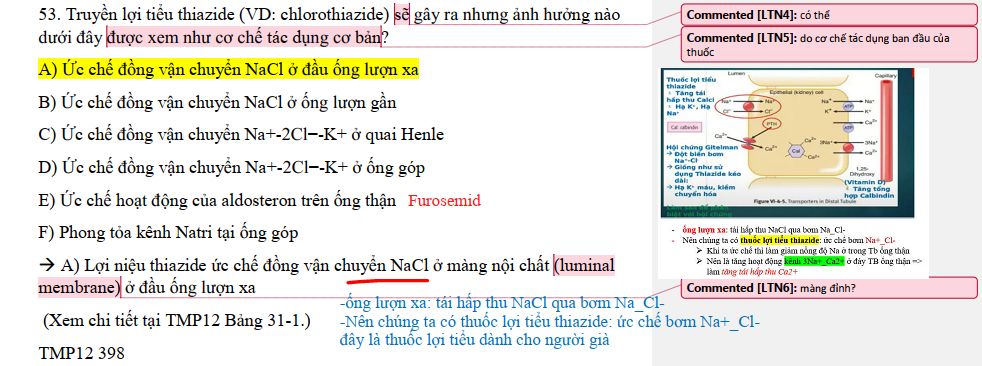 53. Truyền lợi tiểu thiazide (VD: chlorothiazide) sẽ gây ra nhưng ảnh hưởng nào
dưới đây được xem như cơ chế tác dụng cơ bản?
A) Ức chế đồng vận chuyển NaCl ở đầu ống lượn xa
B) Ức chế đồng vận chuyển NaCl ở ống lượn gần
C) Ức chế đồng vận chuyển Na+-2Cl−-K+ ở quai Henle
D) Ức chế đồng vận chuyển Na+-2Cl−-K+ ở ống góp
E) Ức chế hoạt động của aldosteron trên ống thận Furosemid
F) Phong tỏa kênh Natri tại ống góp
→ A) Lợi niệu thiazide ức chế đồng vận chuyển NaCl ở màng nội chất (luminal
membrane) ở đầu ống lượn xa
-ống lượn xa: tái hấp thu NaCl qua bơm Na_Cl-
(Xem chi tiết tại TMP12 Bảng 31-1.)
-Nên chúng ta có thuốc lợi tiểu thiazide: ức chế bơm Na+_Cl-
đây là thuốc lợi tiểu dành cho người già
TMP12 398
Commented [LTN4]: có thể
Commented [LTN5]: do cơ chế tác dụng ban đầu của
thuốc
Lumen
Capillary
Epithelial (kidney) cell
Thuốc lợi tiểu
thiazide
Tăng tái
hấp thu Calci
Hạ K⁺, Hạ
Na⁺
Cal calbindin
Hội chứng Gitelman
→ Đột biến bơm
Na⁺-Cl⁻
→ Giống như sử
dụng Thiazide kéo
dài:
→ Hạ K⁺ máu, kiềm
chuyển hóa
Na⁺
Na⁺
Cl⁻
Cl⁻
PTH
Ca²⁺
Ca²⁺
Cal
Ca²⁺
Ca²⁺
Na⁺
ATP
Na⁺
K⁺
K⁺
Ca²⁺
ATP
3Na⁺
3Na⁺
Ca²⁺
1,25-
Dihydroxy
(Vitamin D)
Tăng tổng
hợp Calbindin
Figure VI-4-5. Transporters in Distal Tubule
- ống lượn xa: tái hấp thu NaCl qua bơm Na_Cl-
- Nên chúng ta có thuốc lợi tiểu thiazide: ức chế bơm Na+_Cl-
➢ Khi ta ức chế thì làm giảm nồng độ Na ở trong Tb ống thận
➢ Nên là tăng hoạt động kênh 3Na+_Ca2+ ở đáy TB ống thận =>
làm tăng tái hấp thu Ca2+
Commented [LTN6]: màng đỉnh?